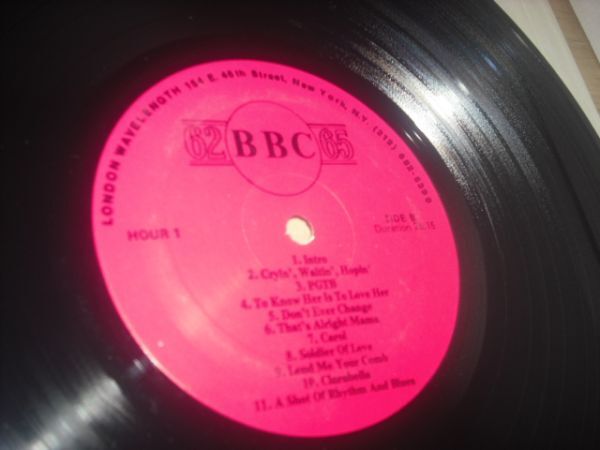 LONDON WAVELENGTH 154 E. 46th Street, New York, N.Y.
62 BBC 65
HOUR 1
SIDE B
Duration
1. Intro
2. Cryin', Waitin', Hopin'
3. PGTB
4. To Know Her Is To Love Her
5. Don't Ever Change
6. That's Alright Mama
7. Carol
8. Soldier Of Love
9. Lend Me Your Comb
10. Clarabella
11. A Shot Of Rhythm And Blues